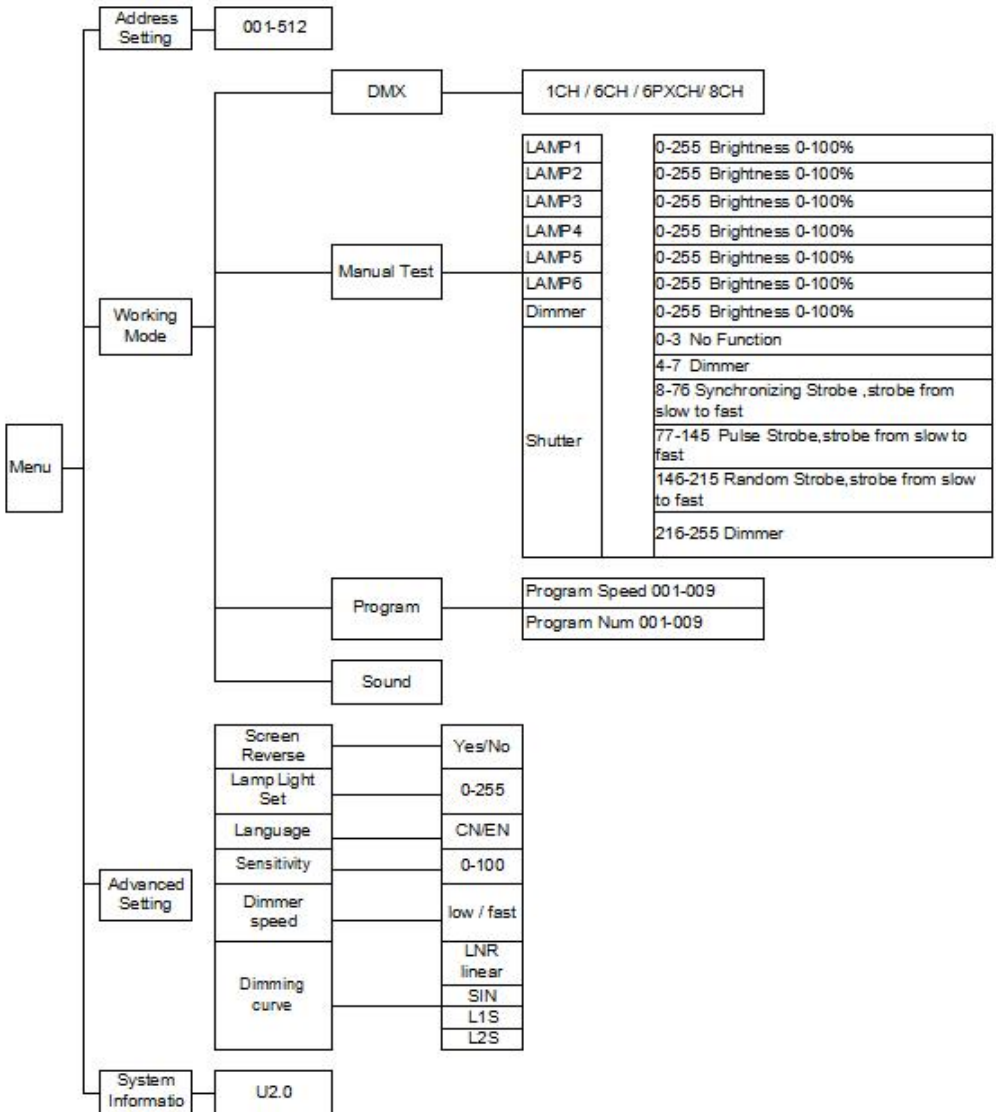 Menu
Address
Setting
001-512
Working
Mode
DMX
1CH / 6CH / 6PXCH/ 8CH
Manual Test
LAMP1
0-255 Brightness 0-100%
LAMP2
0-255 Brightness 0-100%
LAMP3
0-255 Brightness 0-100%
LAMP4
0-255 Brightness 0-100%
LAMP5
0-255 Brightness 0-100%
LAMP6
0-255 Brightness 0-100%
Dimmer
0-255 Brightness 0-100%
Shutter
0-3 No Function
4-7 Dimmer
8-76 Synchronizing Strobe ,strobe from
slow to fast
77-145 Pulse Strobe,strobe from slow to
fast
146-215 Random Strobe,strobe from slow
to fast
216-255 Dimmer
Program
Program Speed 001-009
Program Num 001-009
Sound
Advanced
Setting
Screen
Reverse
Yes/No
Lamp Light
Set
0-255
Language
CN/EN
Sensitivity
0-100
Dimmer
speed
low / fast
Dimming
curve
LNR
linear
SIN
L1S
L2S
System
Informatio
U2.0